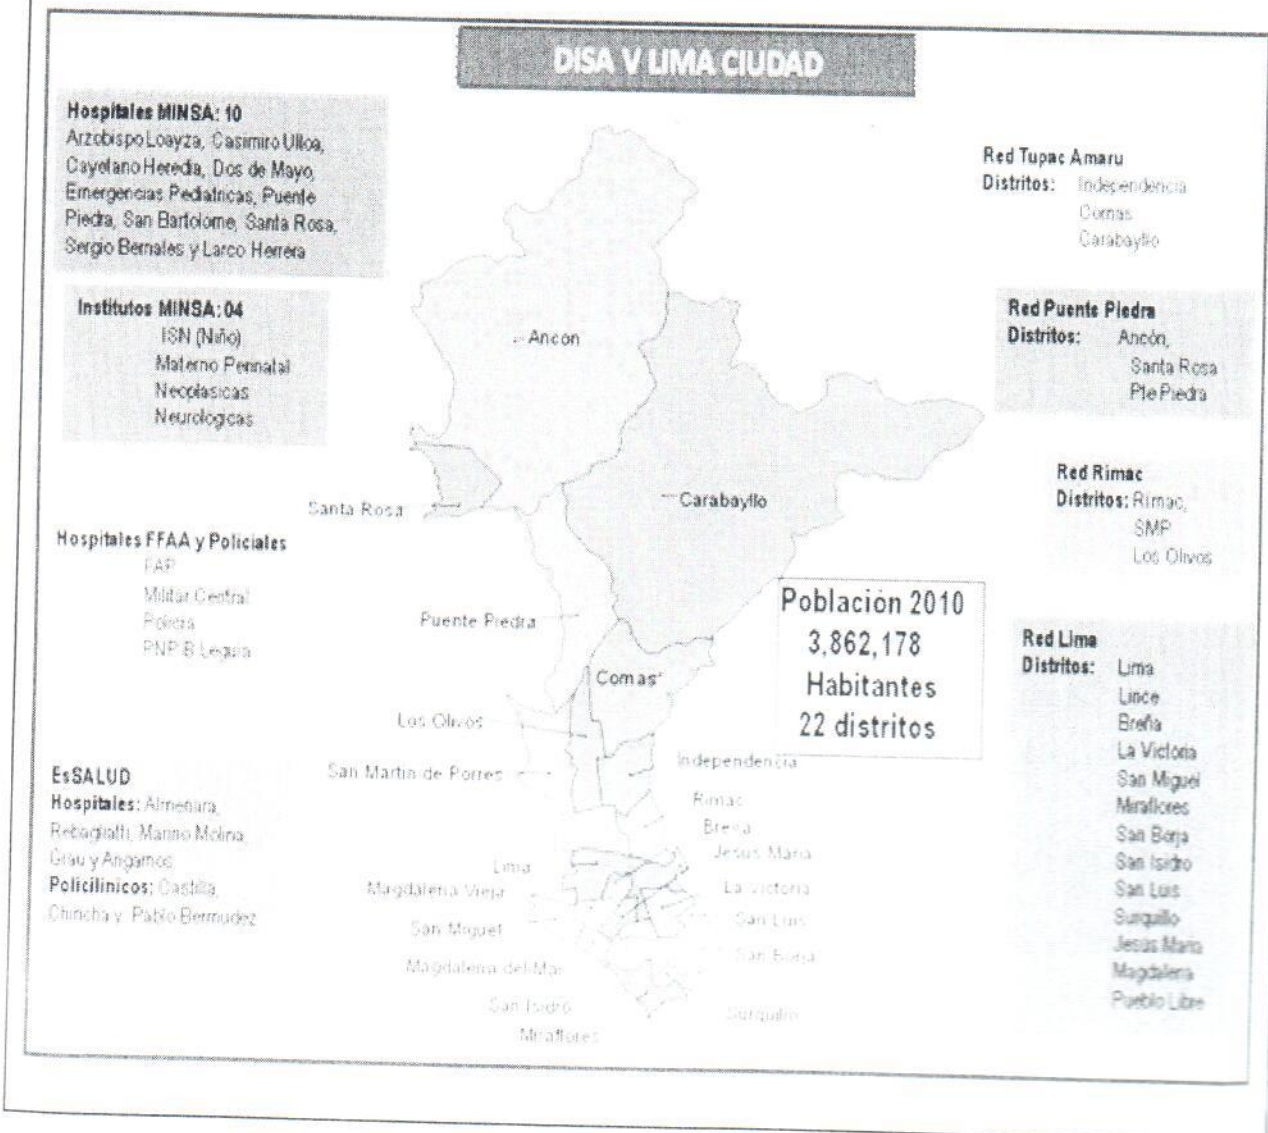 DISA V LIMA CIUDAD
Hospitales MINSA: 10
Arzobispo Loayza, Casimiro Ulloa,
Cayetano Heredia, Dos de Mayo,
Emergencias Pediatricas, Puente
Piedra, San Bartolome, Santa Rosa,
Sergio Bernales y Larco Herrera
Institutos MINSA: 04
ISN (Niño)
Materno Perinatal
Neoplasicas
Neurologicas
Hospitales FFAA y Policiales
FAP
Militar Central
Policia
PNP B Leguia
EsSALUD
Hospitales: Almenara,
Rebagliatti, Marino Molina,
Grau y Angamos
Policilinicos: Castilla,
Chincha y Pablo Bermudez
Ancon
Carabayllo
Santa Rosa
Puente Piedra
Comas
Los Olivos
San Martin de Porres
Independencia
Rimac
Breña
Jesus Maria
Lima
Magdalena Vieja
La Victoria
San Miguel
San Luis
Magdalena del Mar
San Borja
San Isidro
Surquillo
Miraflores
Población 2010
3,862,178
Habitantes
22 distritos
Red Tupac Amaru
Distritos: Independencia
Comas
Carabayllo
Red Puente Piedra
Distritos: Ancón,
Santa Rosa
Pte Piedra
Red Rimac
Distritos: Rimac,
SMP
Los Olivos
Red Lima
Distritos: Lima
Lince
Breña
La Victoria
San Miguel
Miraflores
San Borja
San Isidro
San Luis
Surquillo
Jesus Maria
Magdalena
Pueblo Libre